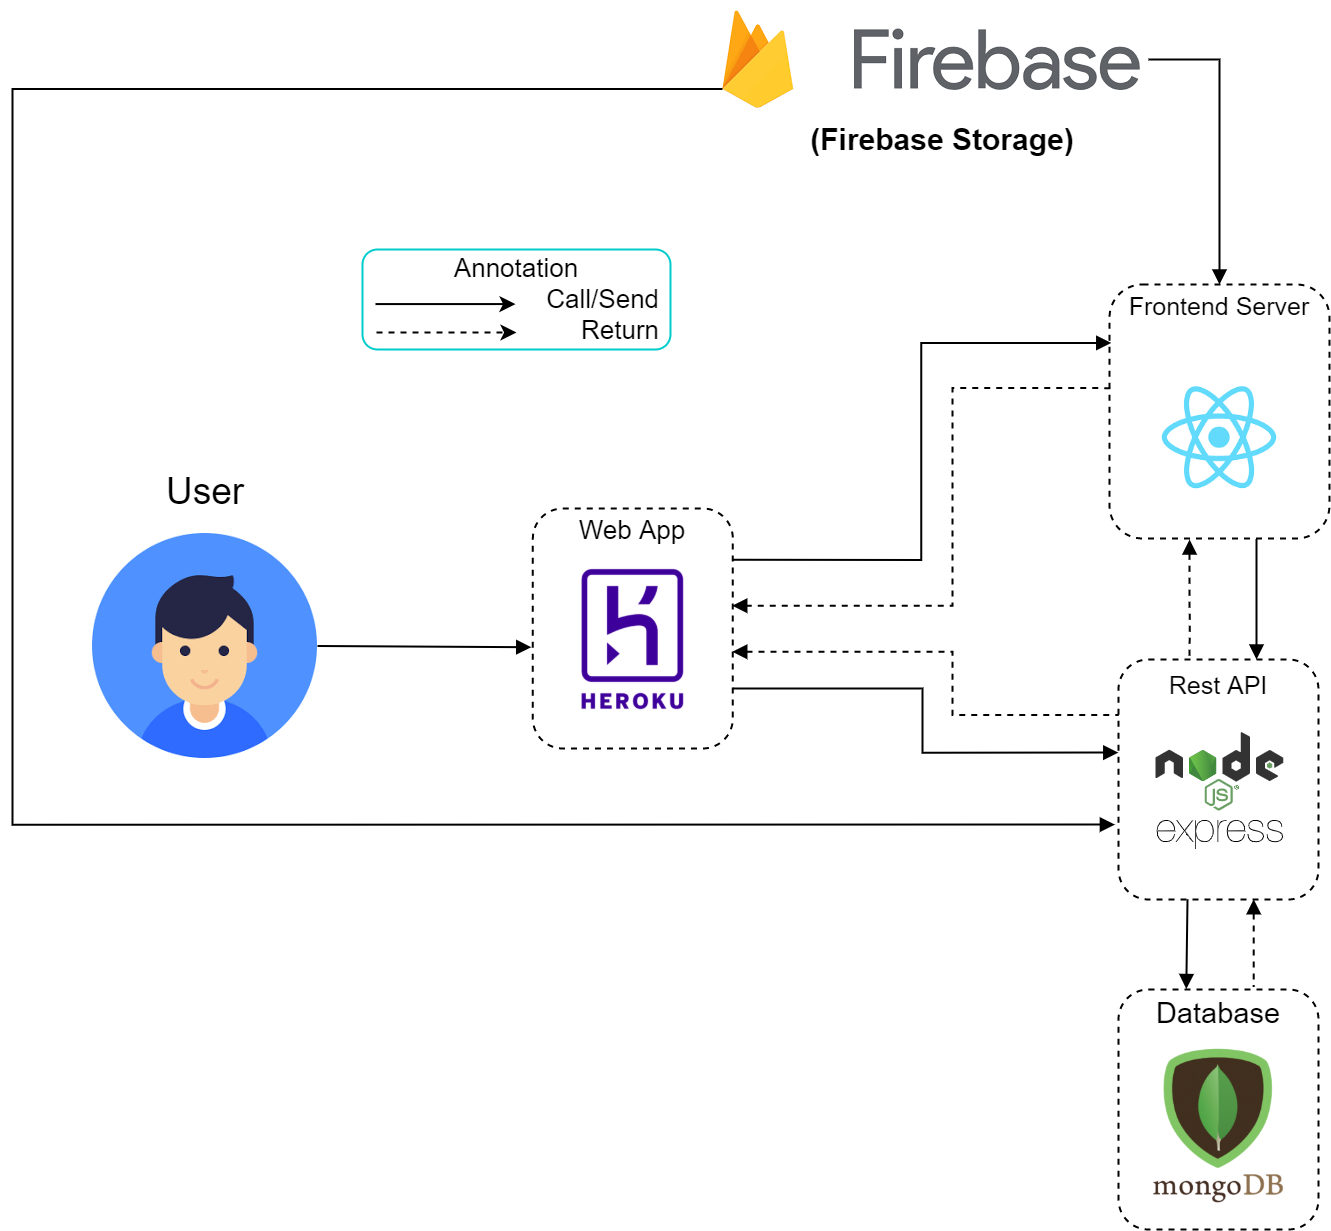 Firebase
(Firebase Storage)
Annotation
Call/Send
Return
Frontend Server
User
Web App
HEROKU
Rest API
node
JS
express
Database
mongoDB